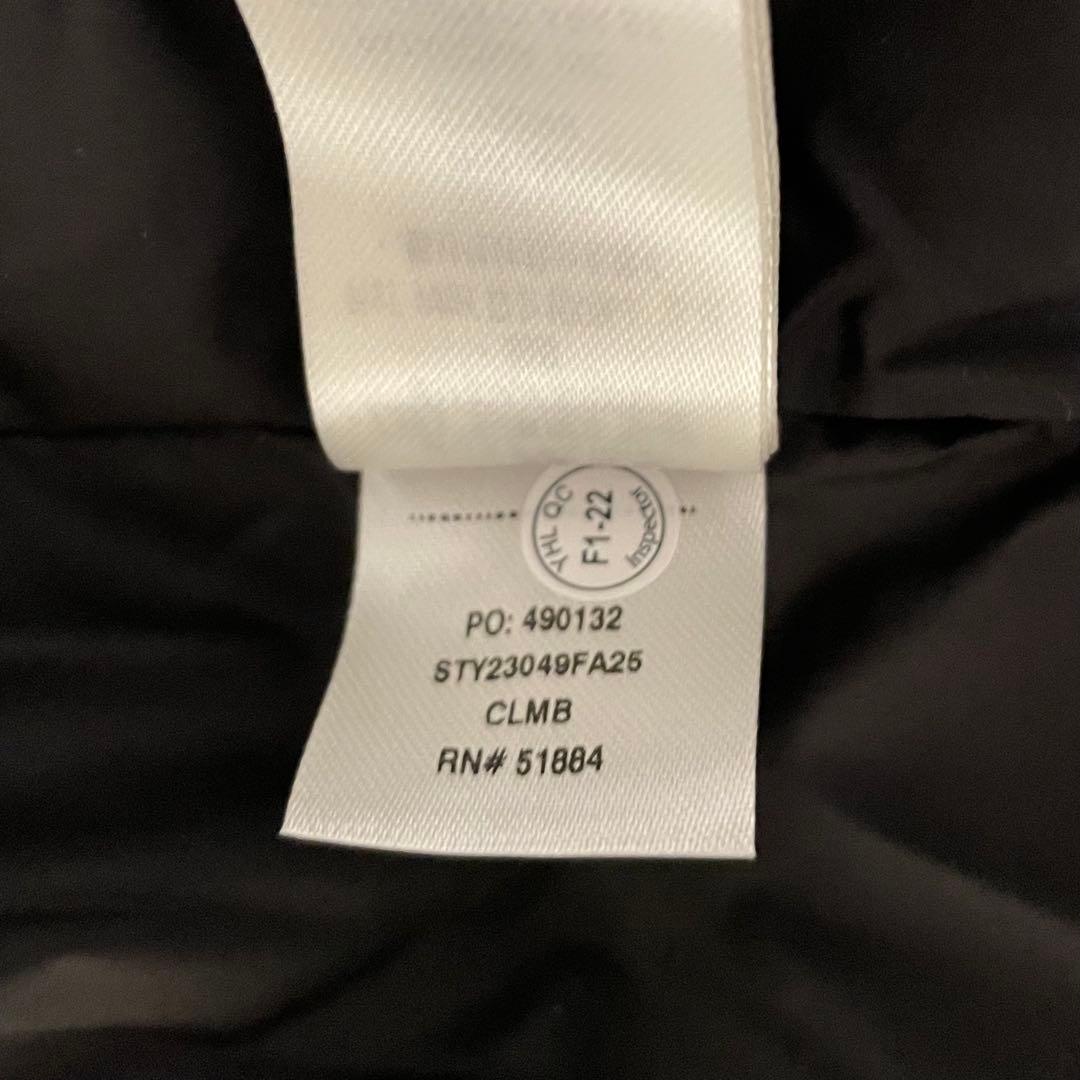 YHL QC
F1-22
Inspector
PO: 490132
STY23049FA25
CLMB
RN# 51884